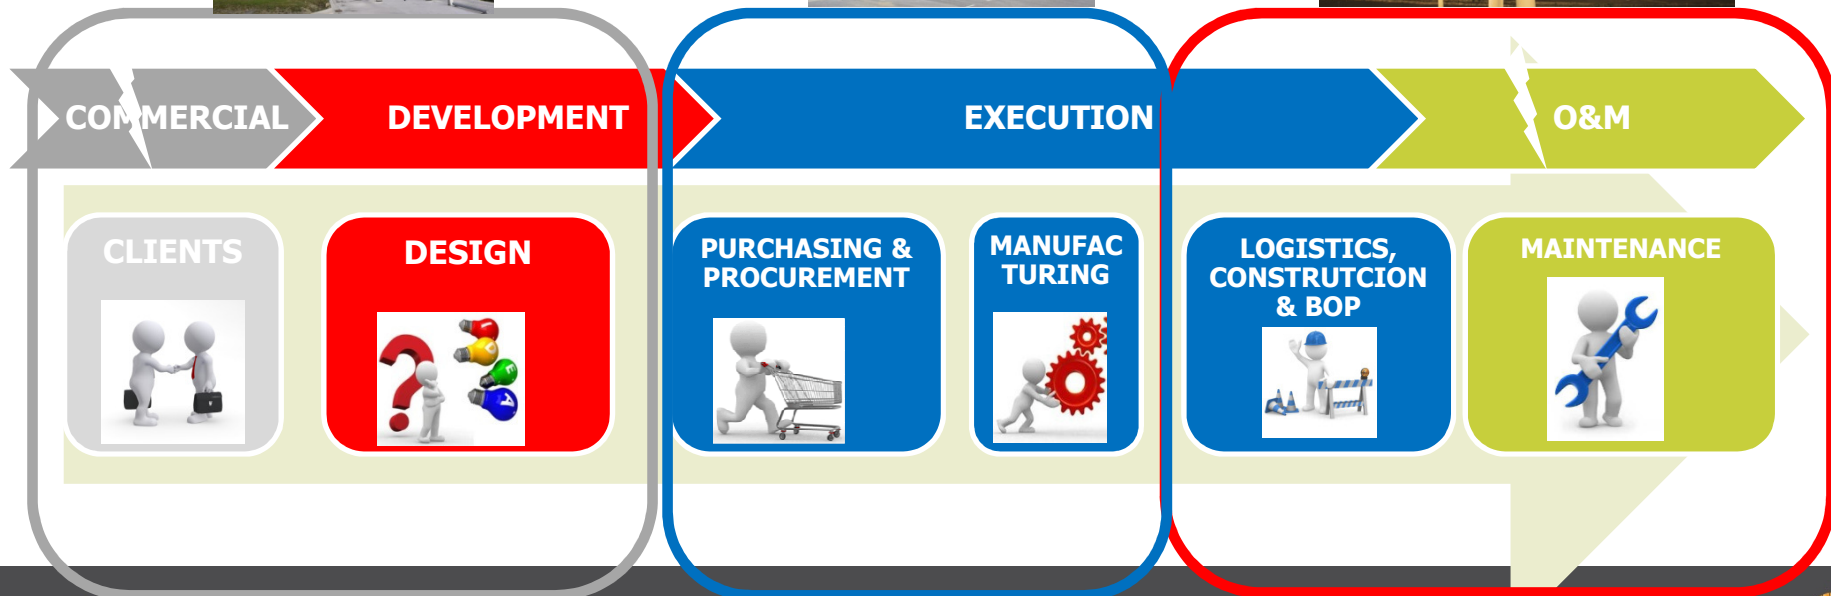 COMMERCIAL
DEVELOPMENT
EXECUTION
O&M
CLIENTS
DESIGN
PURCHASING &
PROCUREMENT
MANUFAC
TURING
LOGISTICS,
CONSTRUTCION
& BOP
MAINTENANCE